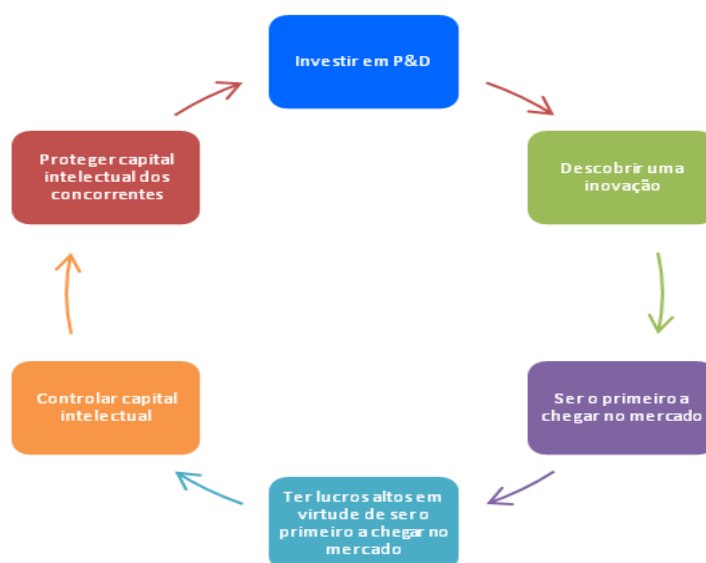 Investir em P&D
Descobrir uma
inovação
Ser o primeiro a
chegar no mercado
Ter lucros altos em
virtude de ser o
primeiro a chegar no
mercado
Controlar capital
intelectual
Proteger capital
intelectual dos
concorrentes